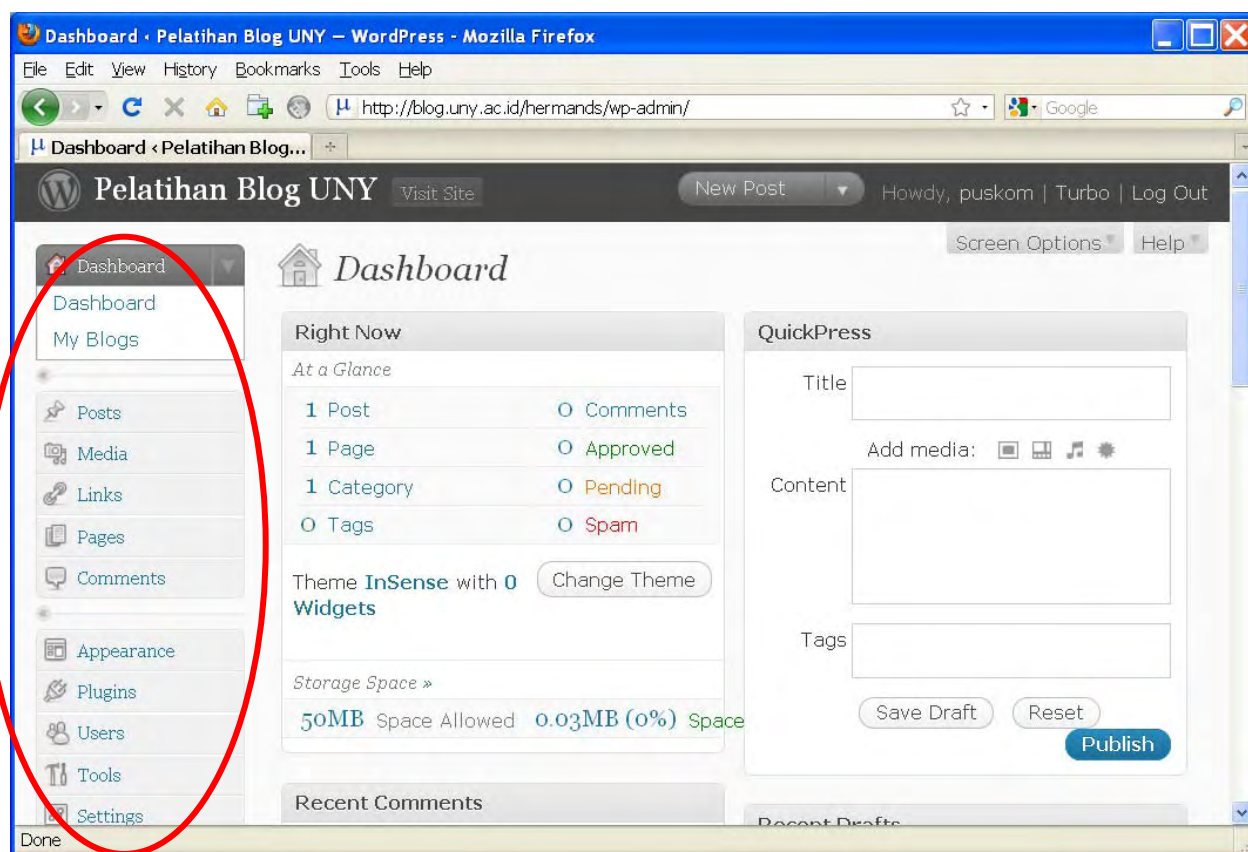 Dashboard ‹ Pelatihan Blog UNY — WordPress - Mozilla Firefox
File Edit View History Bookmarks Tools Help
http://blog.uny.ac.id/hermands/wp-admin/
Google
Dashboard ‹ Pelatihan Blog...
Pelatihan Blog UNY Visit Site
New Post
Howdy, puskom | Turbo | Log Out
Screen Options
Help
Dashboard
Dashboard
My Blogs
Posts
Media
Links
Pages
Comments
Appearance
Plugins
Users
Tools
Settings
Dashboard
Right Now
At a Glance
1 Post 0 Comments
1 Page 0 Approved
1 Category 0 Pending
0 Tags 0 Spam
Theme InSense with 0
Widgets
Change Theme
Storage Space »
50MB Space Allowed 0.03MB (0%) Space
Recent Comments
QuickPress
Title
Add media:
Content
Tags
Save Draft
Reset
Publish
Recent Drafts
Done